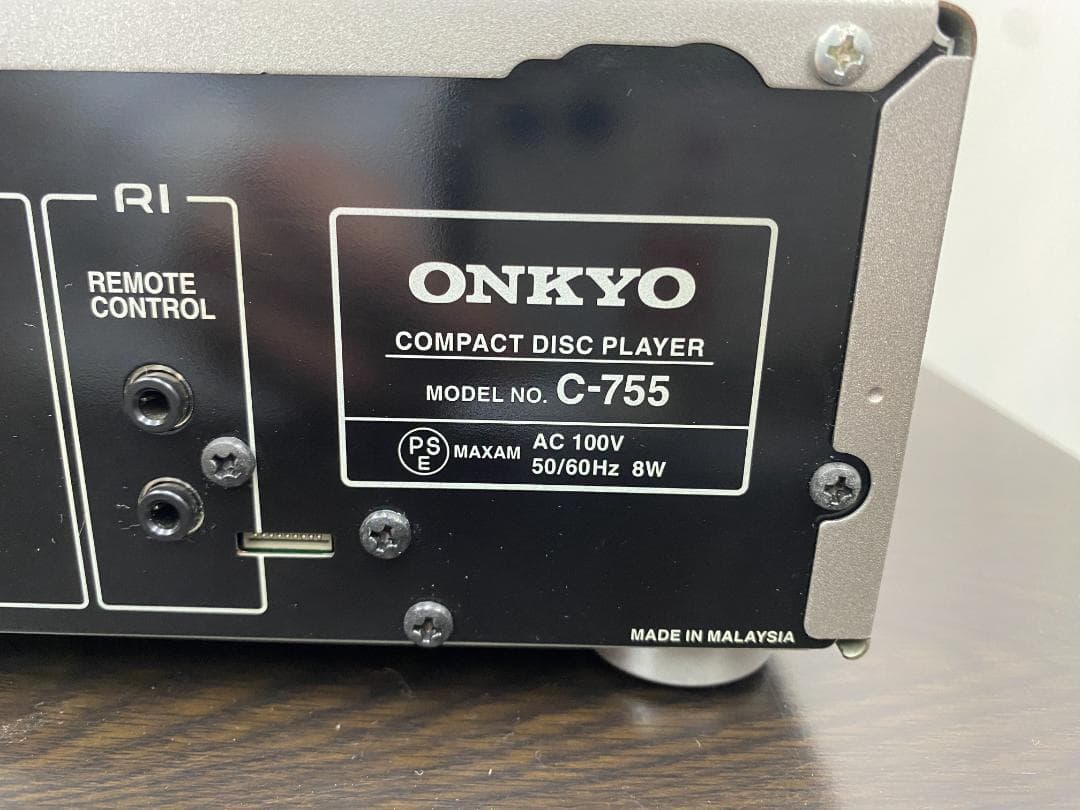 RI
REMOTE
CONTROL
ONKYO
COMPACT DISC PLAYER
MODEL NO. C-755
PS
E
MAXAM
AC 100V
50/60Hz 8W
MADE IN MALAYSIA